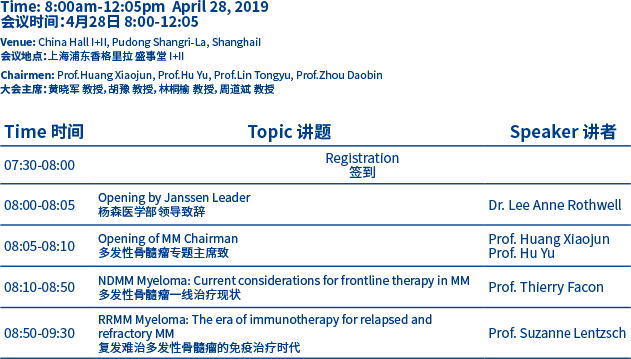 Time: 8:00am-12:05pm  April 28, 2019
会议时间：4月28日 8:00-12:05
Venue: China Hall I+II, Pudong Shangri-La, ShanghaiI
会议地点：上海浦东香格里拉 盛事堂 I+II
Chairmen: Prof.Huang Xiaojun, Prof.Hu Yu, Prof.Lin Tongyu, Prof.Zhou Daobin
大会主席：黄晓军 教授，胡豫 教授，林桐榆 教授，周道斌 教授
Time 时间 Topic 讲题 Speaker 讲者
07:30-08:00 Registration
签到
08:00-08:05 Opening by Janssen Leader Dr. Lee Anne Rothwell
杨森医学部领导致辞
08:05-08:10 Opening of MM Chairman Prof. Huang Xiaojun
多发性骨髓瘤专题主席致 Prof. Hu Yu
08:10-08:50 NDMM Myeloma: Current considerations for frontline therapy in MM Prof. Thierry Facon
多发性骨髓瘤一线治疗现状
08:50-09:30 RRMM Myeloma: The era of immunotherapy for relapsed and
refractory MM Prof. Suzanne Lentzsch
复发难治多发性骨髓瘤的免疫治疗时代